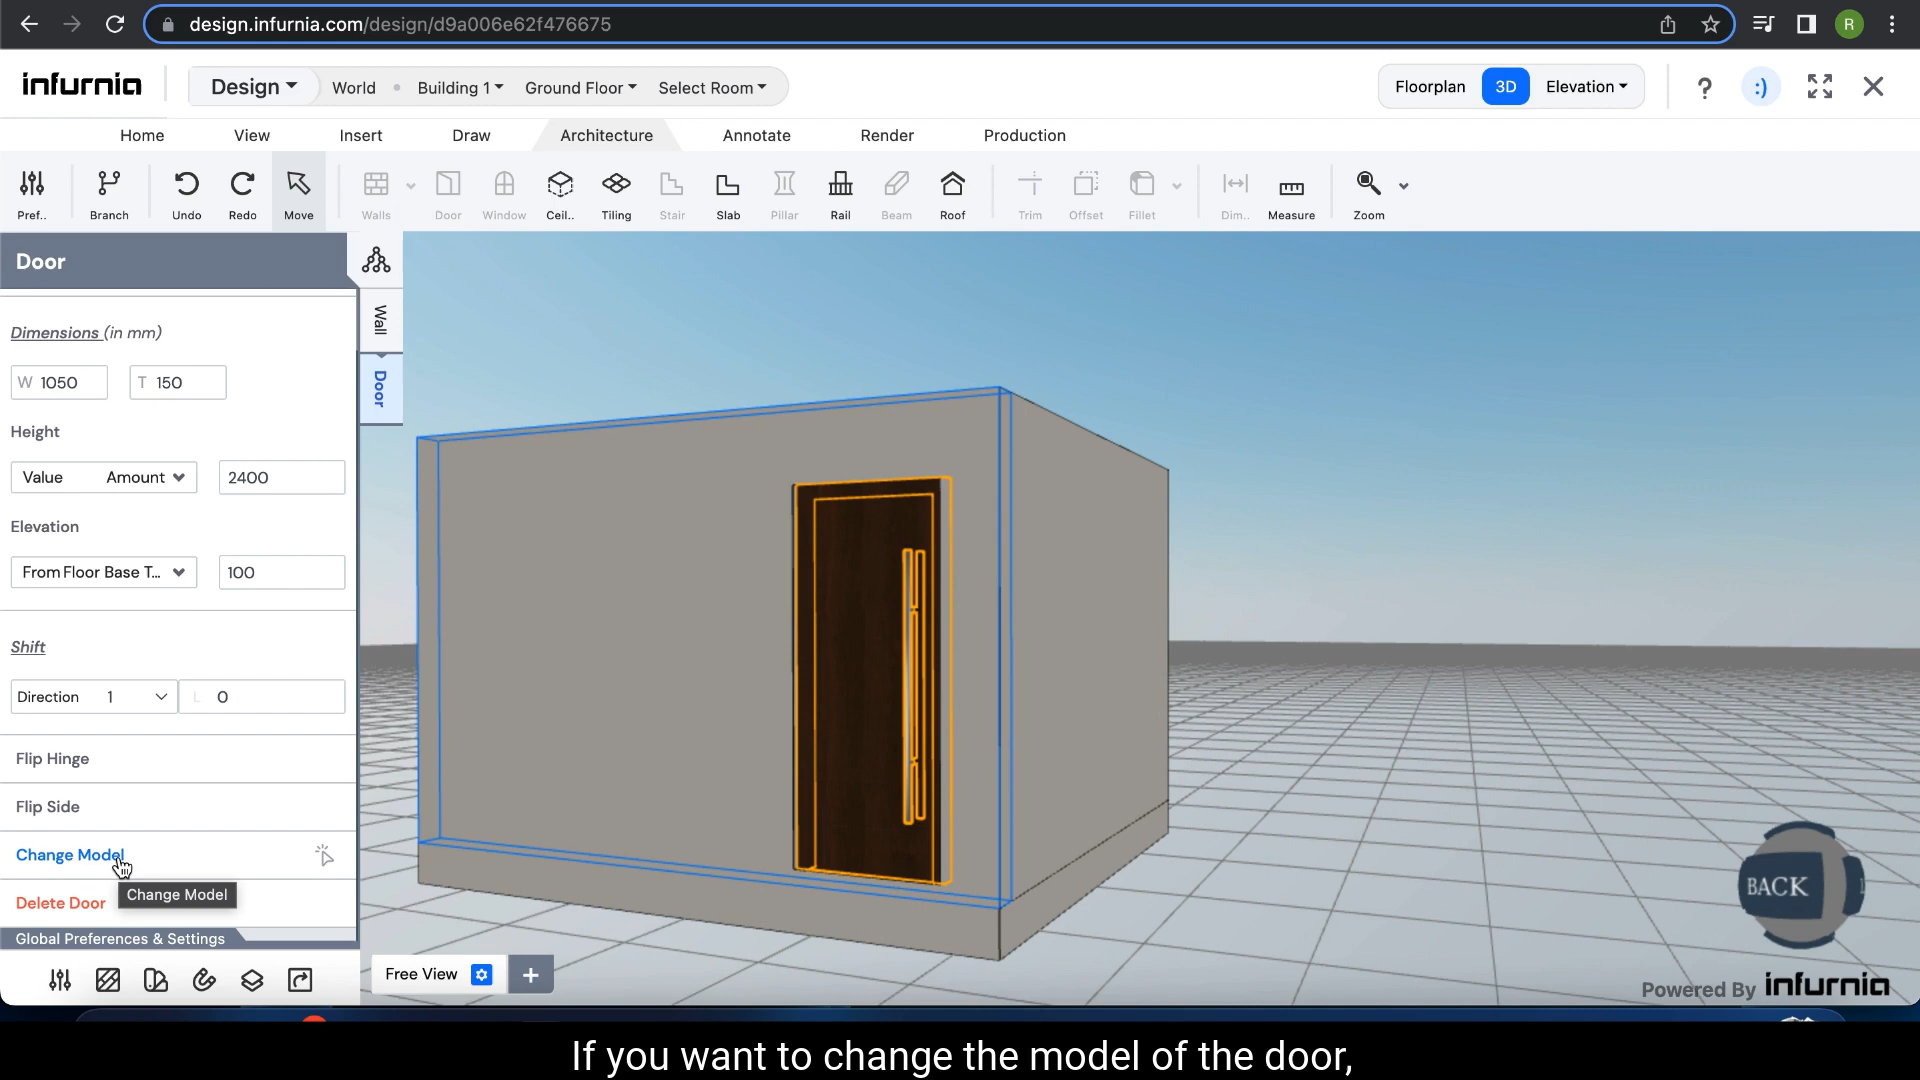 design.infurnia.com/design/d9a006e62f476675
R
infurnia
Design
World
Building 1
Ground Floor
Select Room
Floorplan
3D
Elevation
?
:)
Home
View
Insert
Draw
Architecture
Annotate
Render
Production
Pref..
Branch
Undo
Redo
Move
Walls
Door
Window
Ceil..
Tiling
Stair
Slab
Pillar
Rail
Beam
Roof
Trim
Offset
Fillet
Dim..
Measure
Zoom
Door
Wall
Door
Dimensions (in mm)
W 1050
T 150
Height
Value Amount
2400
Elevation
From Floor Base T...
100
Shift
Direction 1
L 0
Flip Hinge
Flip Side
Change Model
Change Model
Delete Door
Global Preferences & Settings
Free View
+
BACK
Powered By infurnia
If you want to change the model of the door,